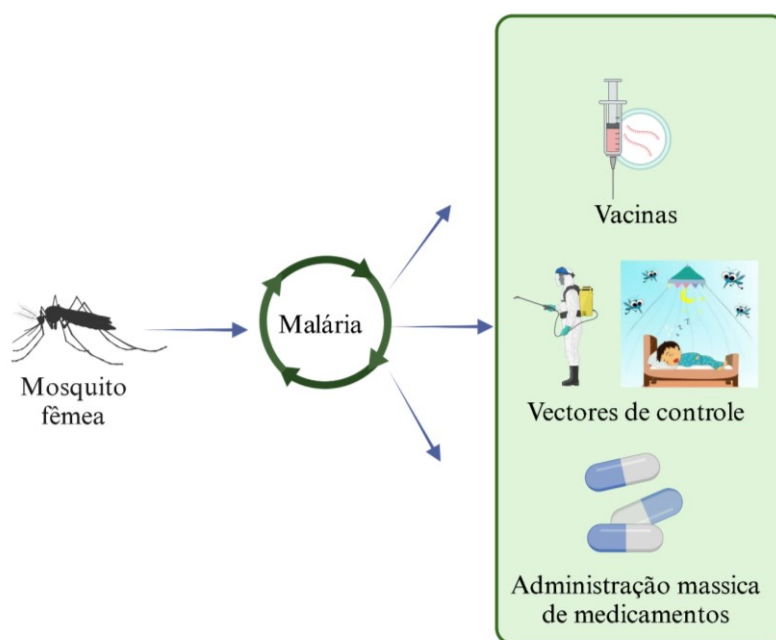 Mosquito
fêmea
Malária
Vacinas
z z Z
Vectores de controle
Administração massica
de medicamentos